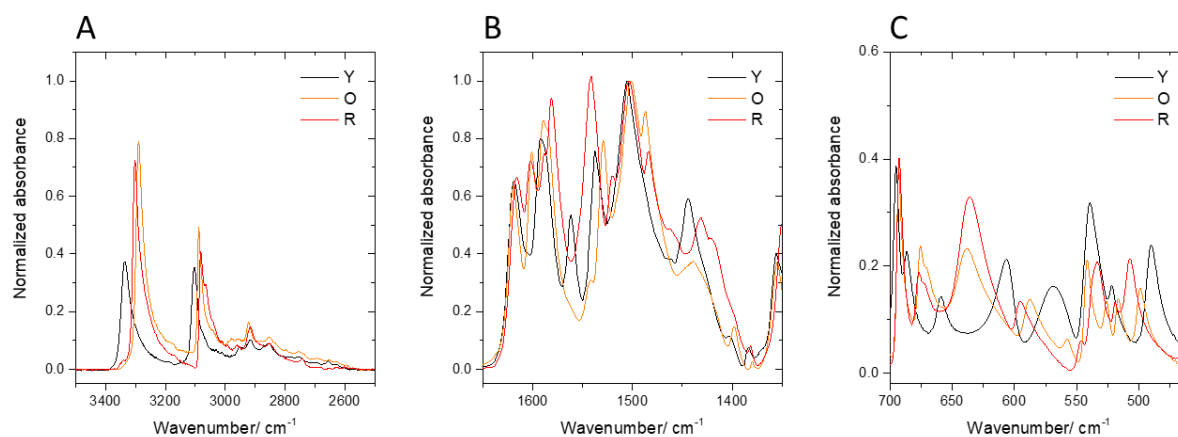 A
Y
O
R
Normalized absorbance
1.0
0.8
0.6
0.4
0.2
0.0
3400 3200 3000 2800 2600
Wavenumber/ cm⁻¹
B
Y
O
R
Normalized absorbance
1.0
0.8
0.6
0.4
0.2
0.0
1600 1500 1400
Wavenumber/ cm⁻¹
C
Y
O
R
Normalized absorbance
0.6
0.4
0.2
0.0
700 650 600 550 500
Wavenumber/ cm⁻¹